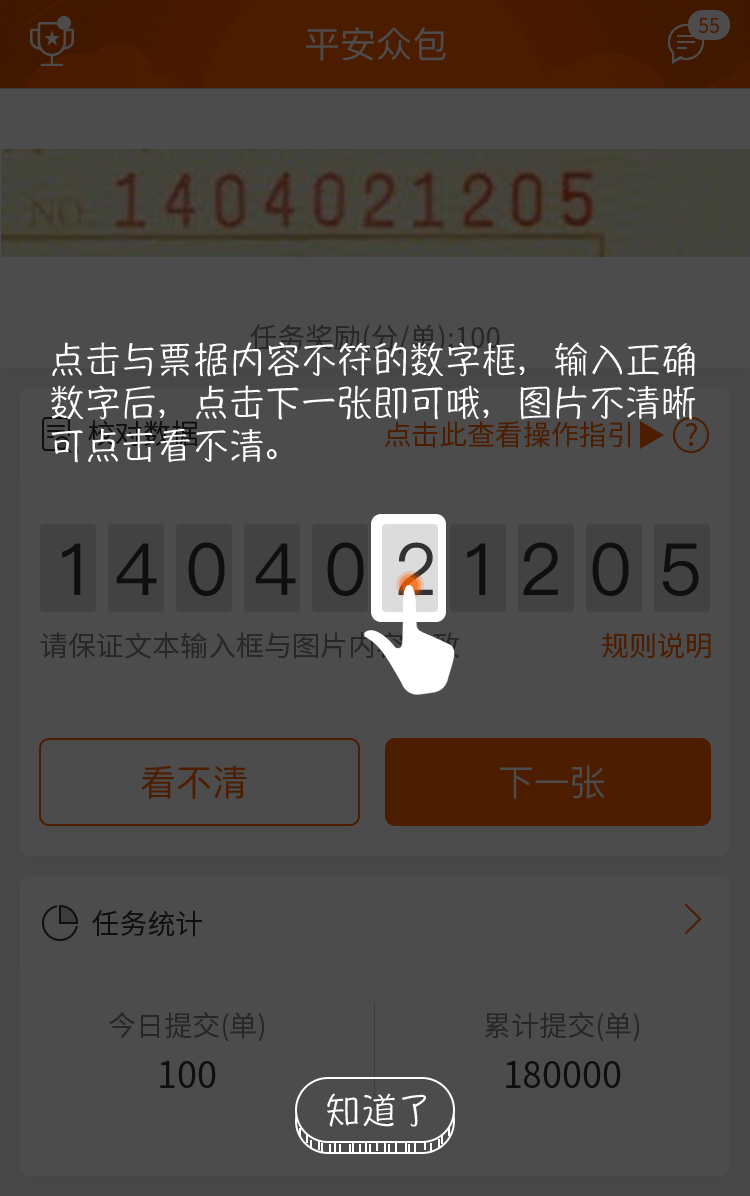 平安众包
55
NO. 1404021205
任务奖励(分/单):100
点击与票据内容不符的数字框，输入正确
数字后，点击下一张即可哦，图片不清晰
可点击看不清。
校对数据
点击此查看操作指引 ?
1 4 0 4 0 2 1 2 0 5
请保证文本输入框与图片内容一致
规则说明
看不清
下一张
任务统计
今日提交(单)
累计提交(单)
100
180000
知道了